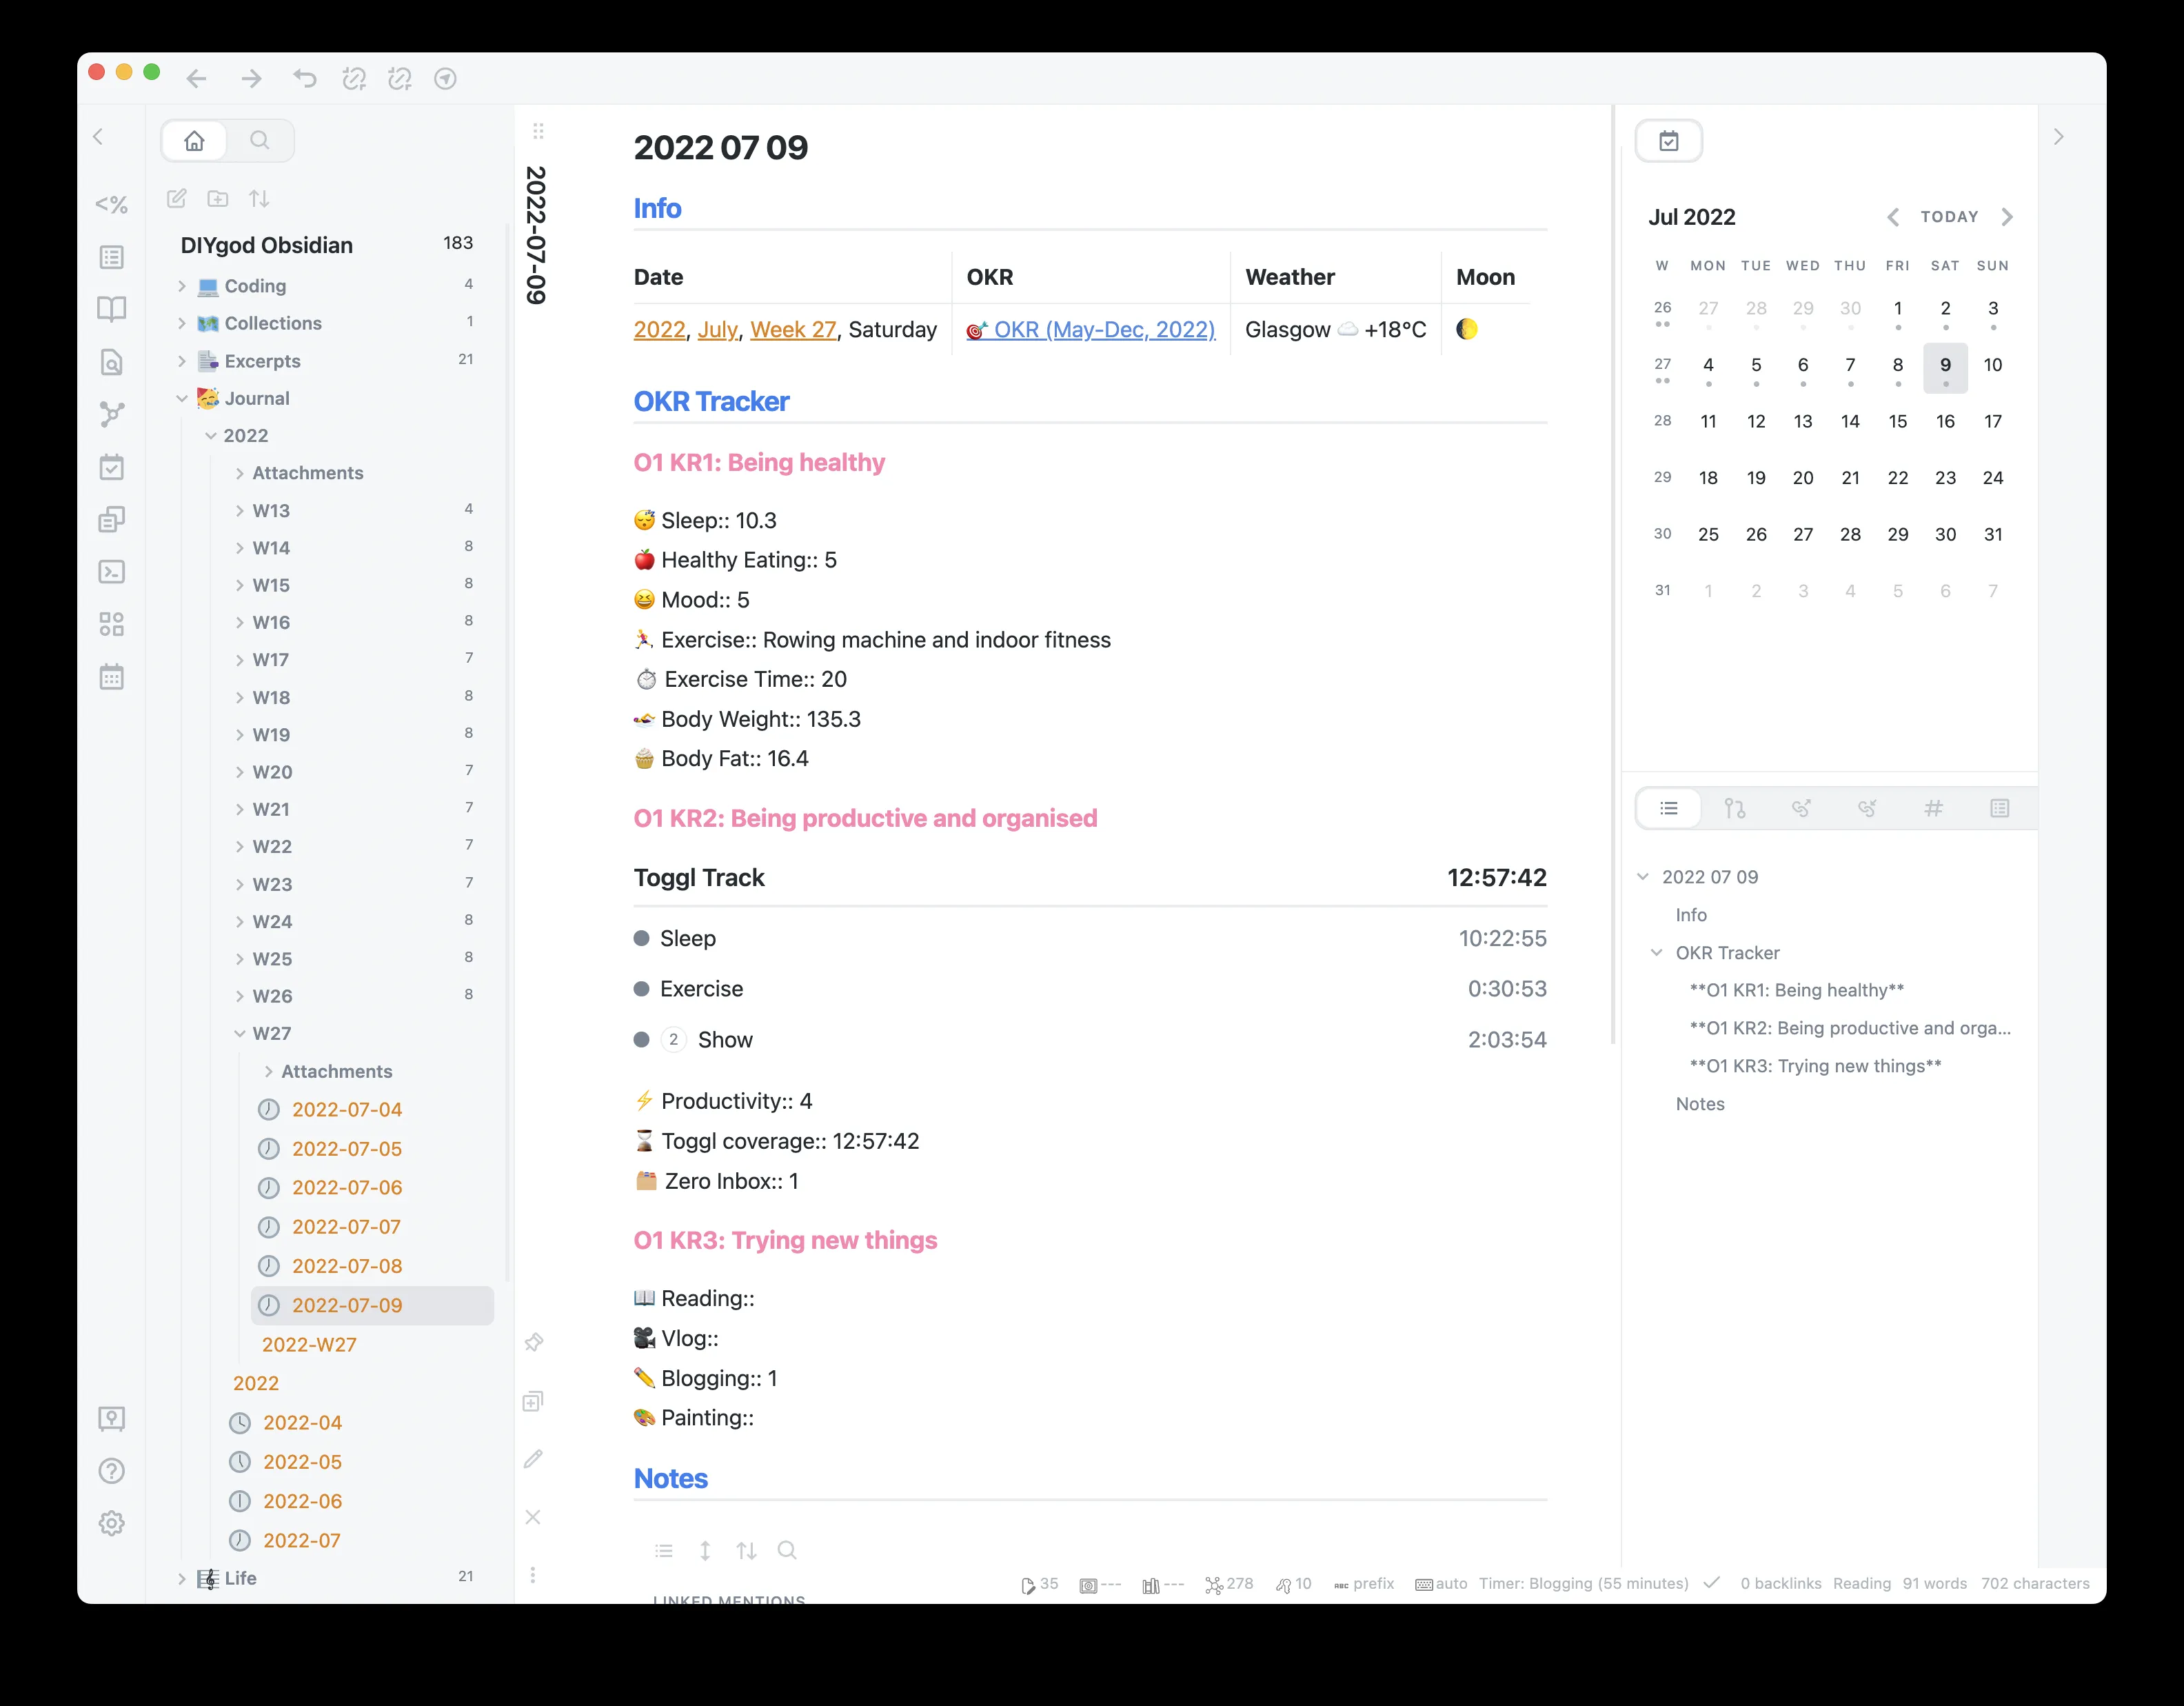 <%
DIYgod Obsidian 183
Coding 4
Collections 1
Excerpts 21
Journal
2022
Attachments
W13 4
W14 8
W15 8
W16 8
W17 7
W18 8
W19 8
W20 7
W21 7
W22 7
W23 7
W24 8
W25 8
W26 8
W27
Attachments
2022-07-04
2022-07-05
2022-07-06
2022-07-07
2022-07-08
2022-07-09
2022-W27
2022
2022-04
2022-05
2022-06
2022-07
Life 21
2022-07-09
2022 07 09
Info
Date OKR Weather Moon
2022, July, Week 27, Saturday 🎯 OKR (May-Dec, 2022) Glasgow ☁️ +18°C 🌔
OKR Tracker
O1 KR1: Being healthy
😴 Sleep:: 10.3
🍎 Healthy Eating:: 5
😆 Mood:: 5
🏃 Exercise:: Rowing machine and indoor fitness
⏱ Exercise Time:: 20
🏊 Body Weight:: 135.3
🧁 Body Fat:: 16.4
O1 KR2: Being productive and organised
Toggl Track 12:57:42
Sleep 10:22:55
Exercise 0:30:53
2 Show 2:03:54
⚡ Productivity:: 4
⏳ Toggl coverage:: 12:57:42
🗂 Zero Inbox:: 1
O1 KR3: Trying new things
📖 Reading::
🎥 Vlog::
✏️ Blogging:: 1
🎨 Painting::
Notes
LINKED MENTIONS
Jul 2022 TODAY
W MON TUE WED THU FRI SAT SUN
26 27 28 29 30 1 2 3
27 4 5 6 7 8 9 10
28 11 12 13 14 15 16 17
29 18 19 20 21 22 23 24
30 25 26 27 28 29 30 31
31 1 2 3 4 5 6 7
#
2022 07 09
Info
OKR Tracker
**O1 KR1: Being healthy**
**O1 KR2: Being productive and orga...
**O1 KR3: Trying new things**
Notes
35 --- --- 278 10 ABC prefix auto Timer: Blogging (55 minutes) 0 backlinks Reading 91 words 702 characters